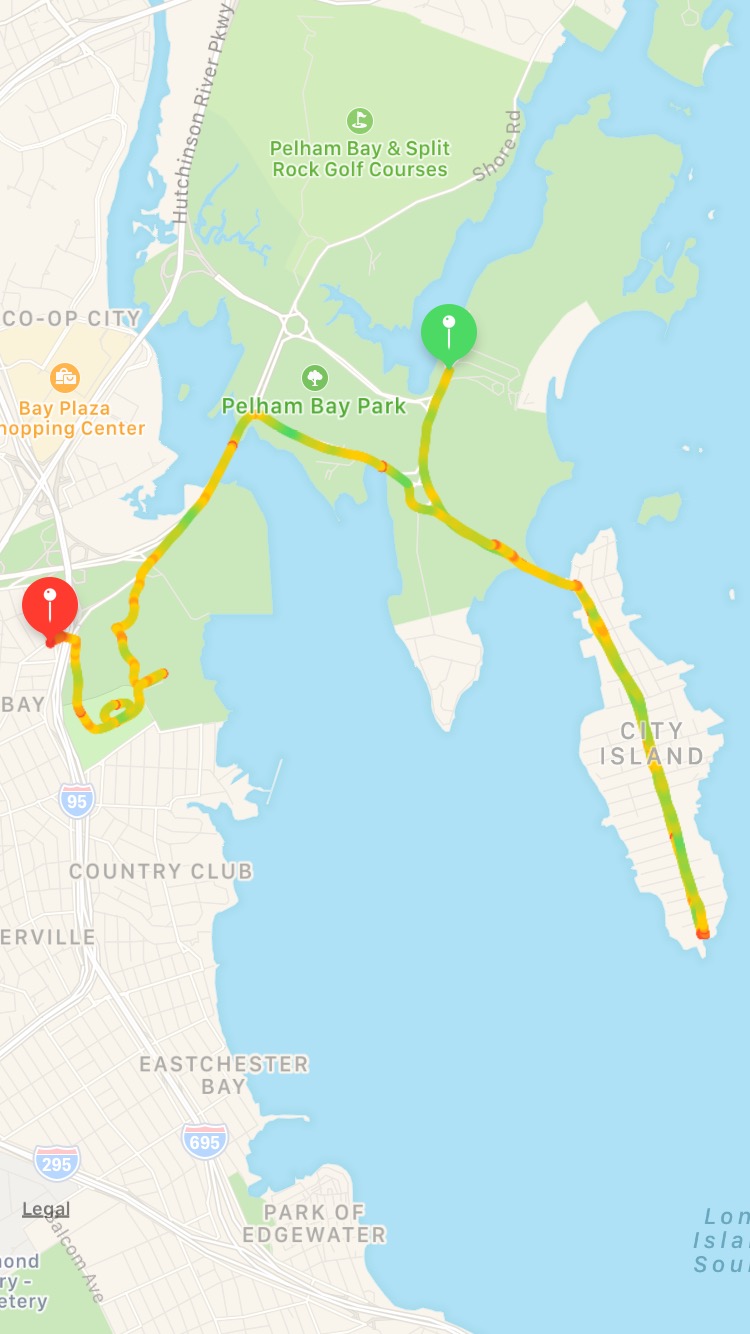 Hutchinson River Pkwy
Pelham Bay & Split
Rock Golf Courses
Shore Rd
CO-OP CITY
Bay Plaza
hopping Center
Pelham Bay Park
BAY
CITY
ISLAND
95
COUNTRY CLUB
ERVILLE
EASTCHESTER
BAY
695
295
Legal
PARK OF
EDGEWATER
Balcom Ave
Lon
Isla
Sou
mond
ry -
etery